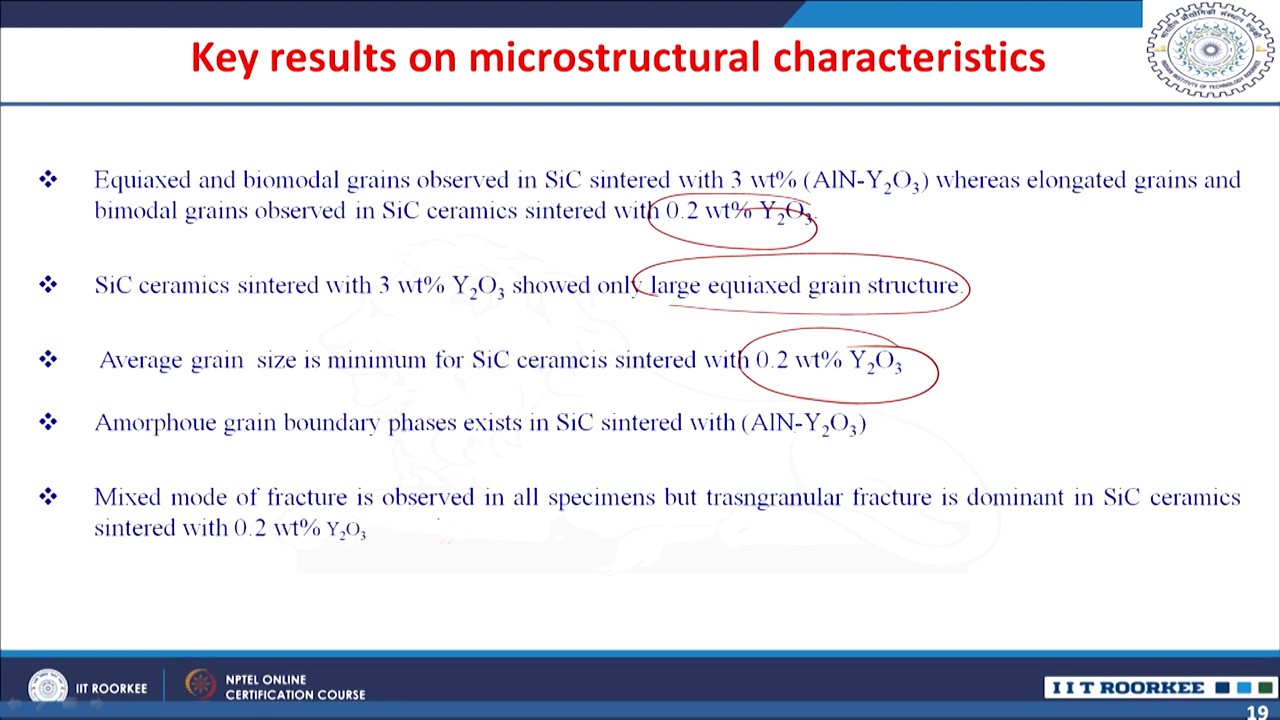 Key results on microstructural characteristics
❖ Equiaxed and biomodal grains observed in SiC sintered with 3 wt% (AlN-Y₂O₃) whereas elongated grains and
bimodal grains observed in SiC ceramics sintered with 0.2 wt% Y₂O₃.
❖ SiC ceramics sintered with 3 wt% Y₂O₃ showed only large equiaxed grain structure.
❖ Average grain size is minimum for SiC ceramcis sintered with 0.2 wt% Y₂O₃
❖ Amorphoue grain boundary phases exists in SiC sintered with (AlN-Y₂O₃)
❖ Mixed mode of fracture is observed in all specimens but trasngranular fracture is dominant in SiC ceramics
sintered with 0.2 wt% Y₂O₃
IIT ROORKEE
NPTEL ONLINE
CERTIFICATION COURSE
IIT ROORKEE
19